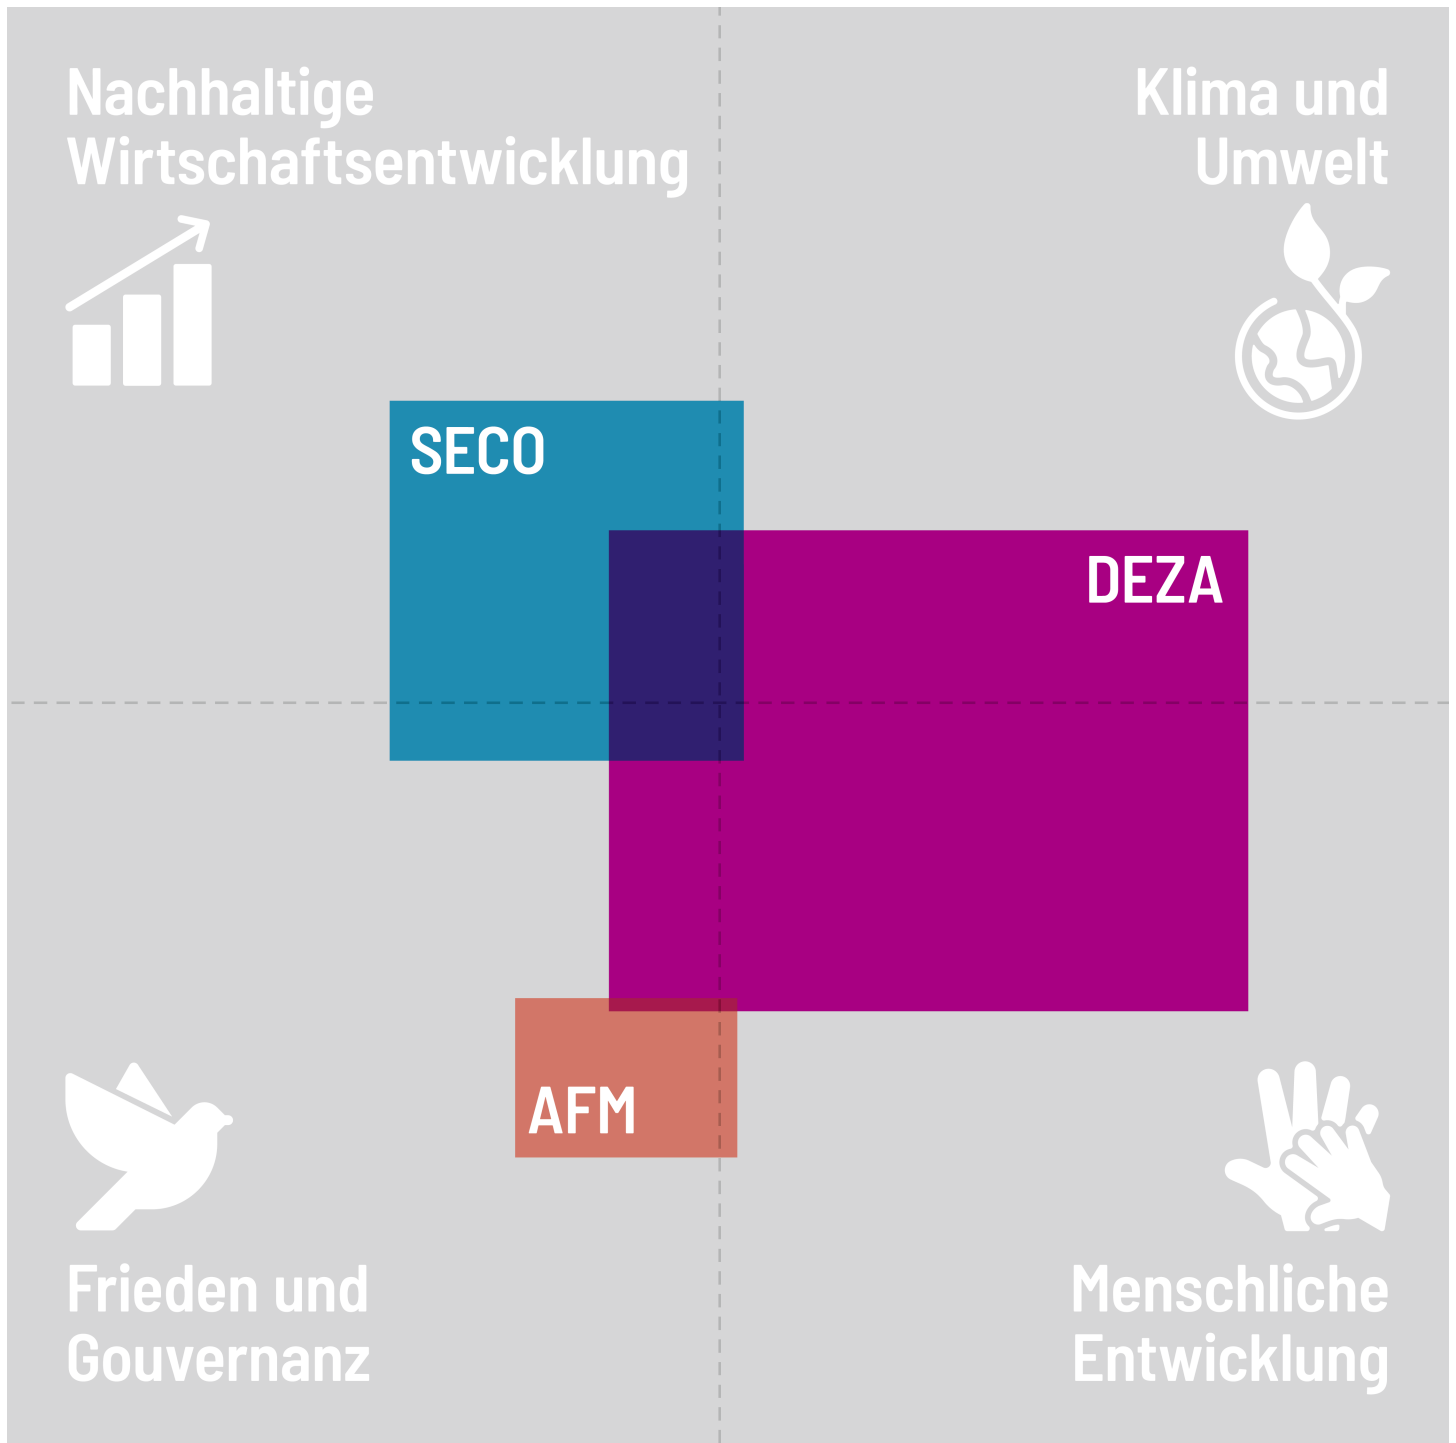 Nachhaltige
Wirtschaftsentwicklung
Klima und
Umwelt
SECO
DEZA
AFM
Frieden und
Gouvernanz
Menschliche
Entwicklung